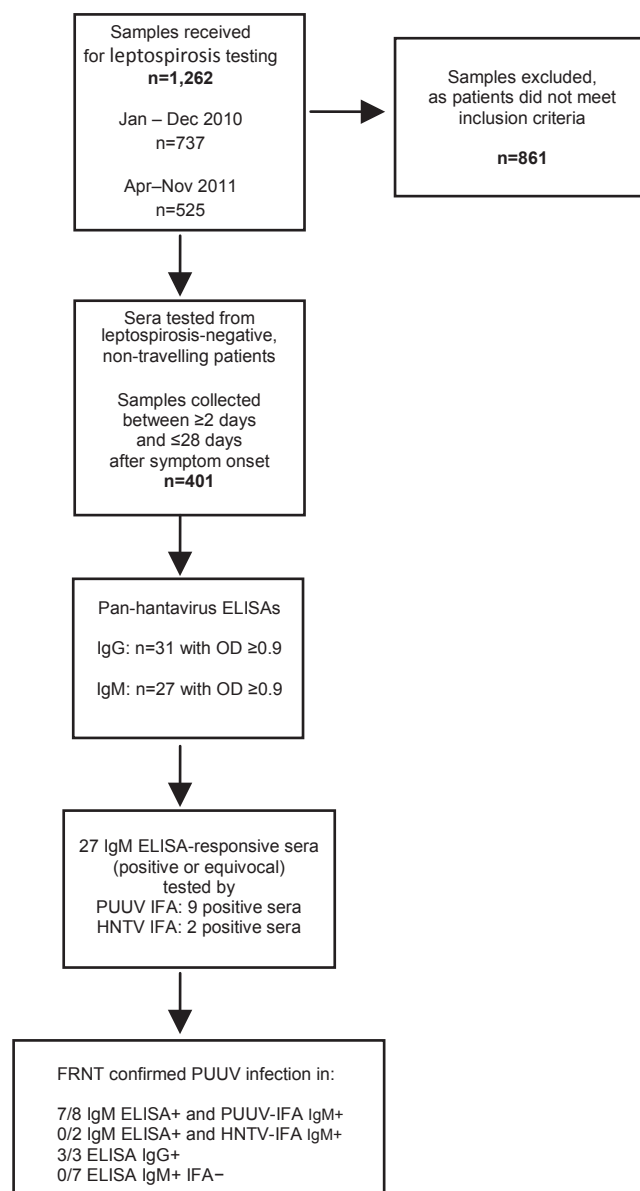 Samples received
for leptospirosis testing
n=1,262
Jan – Dec 2010
n=737
Apr–Nov 2011
n=525
Samples excluded,
as patients did not meet
inclusion criteria
n=861
Sera tested from
leptospirosis-negative,
non-travelling patients
Samples collected
between ≥2 days
and ≤28 days
after symptom onset
n=401
Pan-hantavirus ELISAs
IgG: n=31 with OD ≥0.9
IgM: n=27 with OD ≥0.9
27 IgM ELISA-responsive sera
(positive or equivocal)
tested by
PUUV IFA: 9 positive sera
HNTV IFA: 2 positive sera
FRNT confirmed PUUV infection in:
7/8 IgM ELISA+ and PUUV-IFA IgM+
0/2 IgM ELISA+ and HNTV-IFA IgM+
3/3 ELISA IgG+
0/7 ELISA IgM+ IFA−